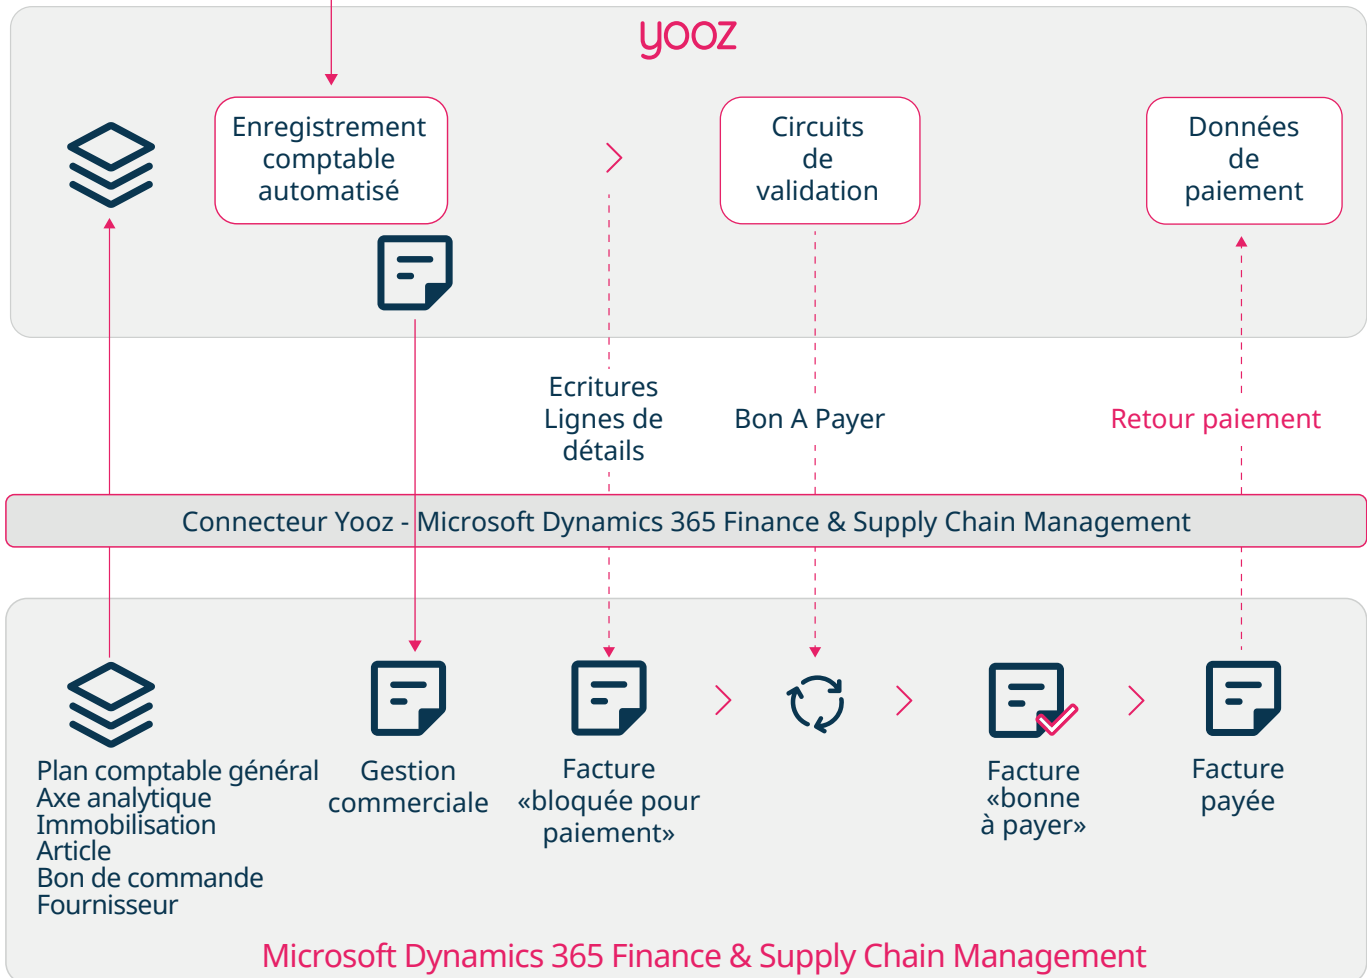 yooz
Enregistrement
comptable
automatisé
Circuits
de
validation
Données
de
paiement
Ecritures
Lignes de
détails
Bon A Payer
Retour paiement
Connecteur Yooz - Microsoft Dynamics 365 Finance & Supply Chain Management
Plan comptable général
Axe analytique
Immobilisation
Article
Bon de commande
Fournisseur
Gestion
commerciale
Facture
«bloquée pour
paiement»
Facture
«bonne
à payer»
Facture
payée
Microsoft Dynamics 365 Finance & Supply Chain Management